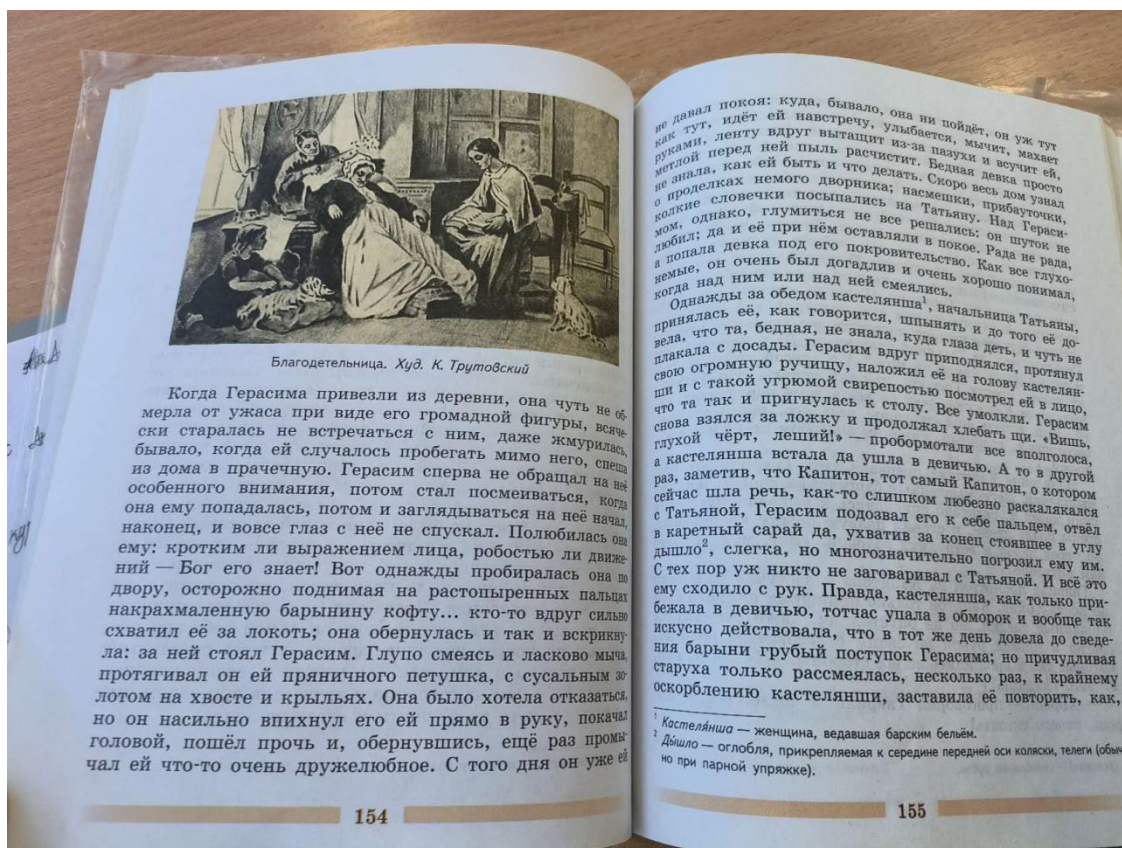 Благодетельница. Худ. К. Трутовский
Когда Герасима привезли из деревни, она чуть не об-
мерла от ужаса при виде его громадной фигуры, всяче-
ски старалась не встречаться с ним, даже жмурилась,
бывало, когда ей случалось пробегать мимо него, спеша
из дома в прачечную. Герасим сперва не обращал на неё
особенного внимания, потом стал посмеиваться, когда
она ему попадалась, потом и заглядываться на неё начал,
наконец, и вовсе глаз с неё не спускал. Полюбилась она
ему: кротким ли выражением лица, робостью ли движе-
ний — Бог его знает! Вот однажды пробиралась она по
двору, осторожно поднимая на растопыренных пальцах
накрахмаленную барынину кофту... кто-то вдруг сильно
схватил её за локоть; она обернулась и так и вскрикну-
ла: за ней стоял Герасим. Глупо смеясь и ласково мыча,
протягивал он ей пряничного петушка, с сусальным зо-
лотом на хвосте и крыльях. Она было хотела отказаться,
но он насильно впихнул его ей прямо в руку, покачал
головой, пошёл прочь и, обернувшись, ещё раз промы-
чал ей что-то очень дружелюбное. С того дня он уже ей
154
не давал покоя: куда, бывало, она ни пойдёт, он уж тут
как тут, идёт ей навстречу, улыбается, мычит, махает
руками, ленту вдруг вытащит из-за пазухи и всучит ей,
метлой перед ней пыль расчистит. Бедная девка просто
не знала, как ей быть и что делать. Скоро весь дом узнал
о проделках немого дворника; насмешки, прибауточки,
колкие словечки посыпались на Татьяну. Над Гераси-
мом, однако, глумиться не все решались: он шуток не
любил; да и её при нём оставляли в покое. Рада не рада,
а попала девка под его покровительство. Как все глухо-
немые, он очень был догадлив и очень хорошо понимал,
когда над ним или над ней смеялись.
Однажды за обедом кастелянша¹, начальница Татьяны,
принялась её, как говорится, шпынять и до того её до-
вела, что та, бедная, не знала, куда глаза деть, и чуть не
плакала с досады. Герасим вдруг приподнялся, протянул
свою огромную ручищу, наложил её на голову кастелян-
ши и с такой угрюмой свирепостью посмотрел ей в лицо,
что та так и пригнулась к столу. Все умолкли. Герасим
снова взялся за ложку и продолжал хлебать щи. «Вишь,
глухой чёрт, леший!» — пробормотали все вполголоса,
а кастелянша встала да ушла в девичью. А то в другой
раз, заметив, что Капитон, тот самый Капитон, о котором
сейчас шла речь, как-то слишком любезно раскалякался
с Татьяной, Герасим подозвал его к себе пальцем, отвёл
в каретный сарай да, ухватив за конец стоявшее в углу
дышло², слегка, но многозначительно погрозил ему им.
С тех пор уж никто не заговаривал с Татьяной. И всё это
ему сходило с рук. Правда, кастелянша, как только при-
бежала в девичью, тотчас упала в обморок и вообще так
искусно действовала, что в тот же день довела до сведе-
ния барыни грубый поступок Герасима; но причудливая
старуха только рассмеялась, несколько раз, к крайнему
оскорблению кастелянши, заставила её повторить, как,
¹ Кастеля́нша — женщина, ведавшая барским бельём.
² Ды́шло — оглобля, прикрепляемая к середине передней оси коляски, телеги (обыч
но при парной упряжке).
155